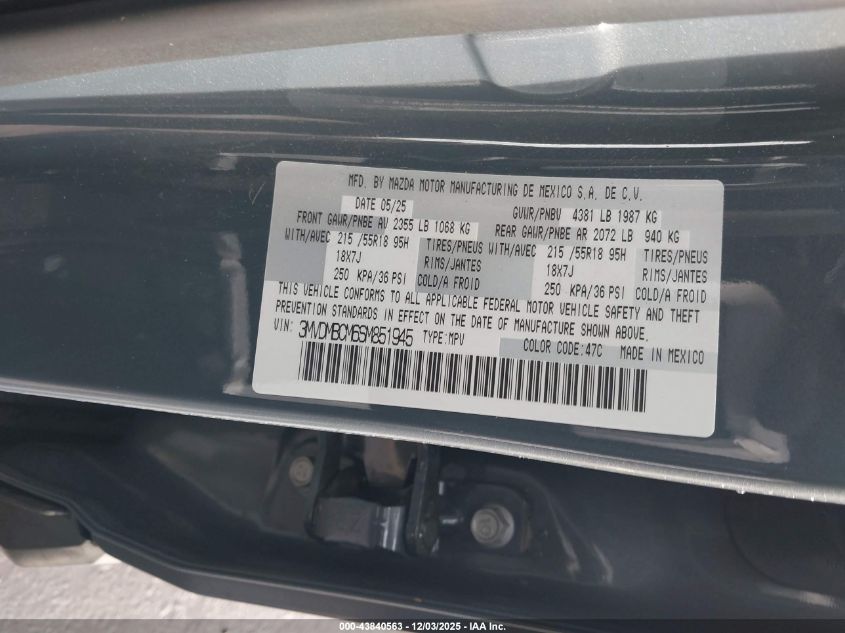 MFD. BY MAZDA MOTOR MANUFACTURING DE MEXICO S.A. DE C.V.
DATE 05/25 GVWR/PNBV 4381 LB 1987 KG
FRONT GAWR/PNBE AV 2355 LB 1068 KG REAR GAWR/PNBE AR 2072 LB 940 KG
WITH/AVEC 215 /55R18 95H TIRES/PNEUS WITH/AVEC 215 /55R18 95H TIRES/PNEUS
18X7J RIMS/JANTES 18X7J RIMS/JANTES
250 KPA/36 PSI COLD/A FROID 250 KPA/36 PSI COLD/A FROID
THIS VEHICLE CONFORMS TO ALL APPLICABLE FEDERAL MOTOR VEHICLE SAFETY AND THEFT
PREVENTION STANDARDS IN EFFECT ON THE DATE OF MANUFACTURE SHOWN ABOVE.
VIN: 3MVDMBCM6SM851945 TYPE:MPV
COLOR CODE:47C MADE IN MEXICO
000-43840563 - 12/03/2025 - IAA Inc.